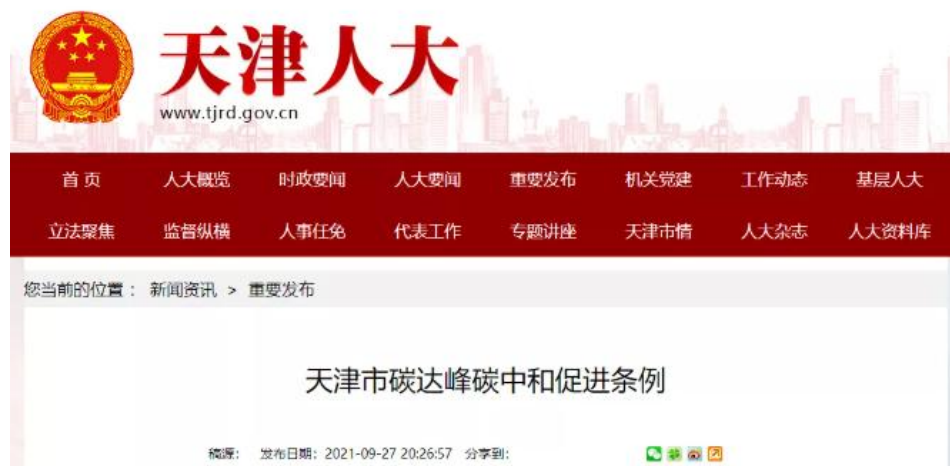 天津人大
www.tjrd.gov.cn
首页 人大概览 时政要闻 人大要闻 重要发布 机关党建 工作动态 基层人大
立法聚焦 监督纵横 人事任免 代表工作 专题讲座 天津市情 人大杂志 人大资料库
您当前的位置： 新闻资讯 > 重要发布
天津市碳达峰碳中和促进条例
稿源： 发布日期：2021-09-27 20:26:57 分享到：